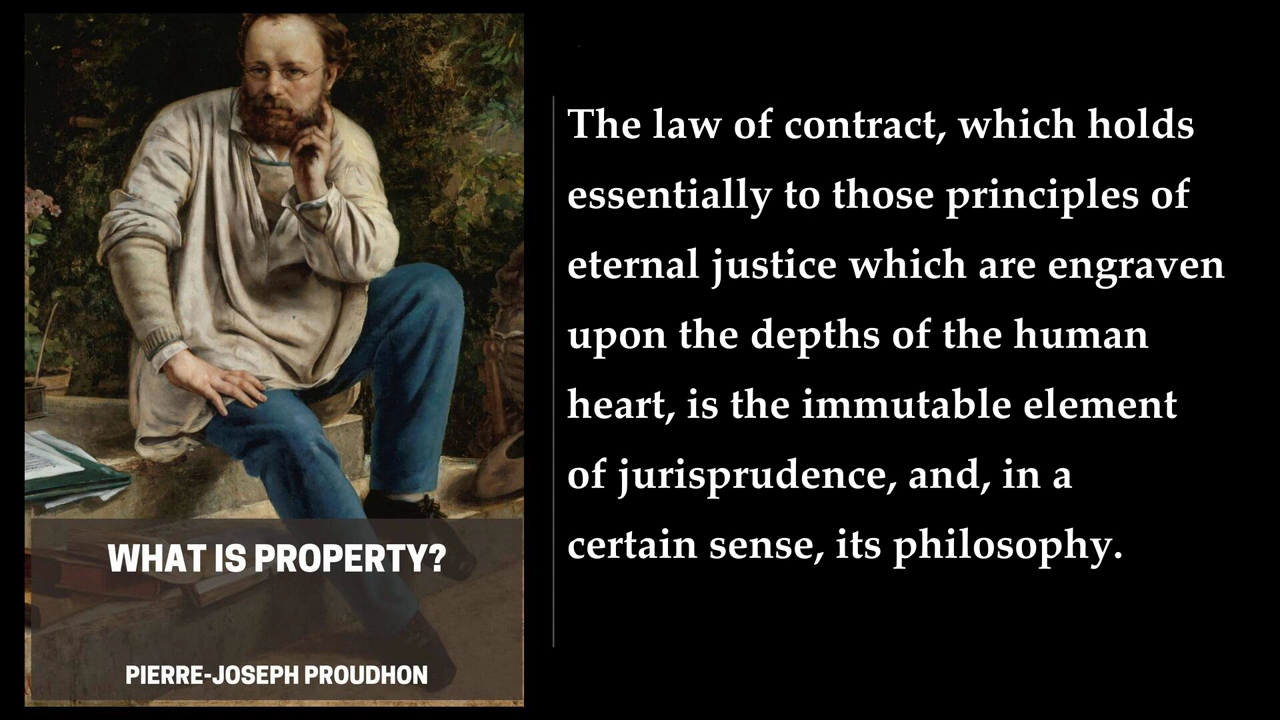 The law of contract, which holds
essentially to those principles of
eternal justice which are engraven
upon the depths of the human
heart, is the immutable element
of jurisprudence, and, in a
certain sense, its philosophy.
WHAT IS PROPERTY?
PIERRE-JOSEPH PROUDHON